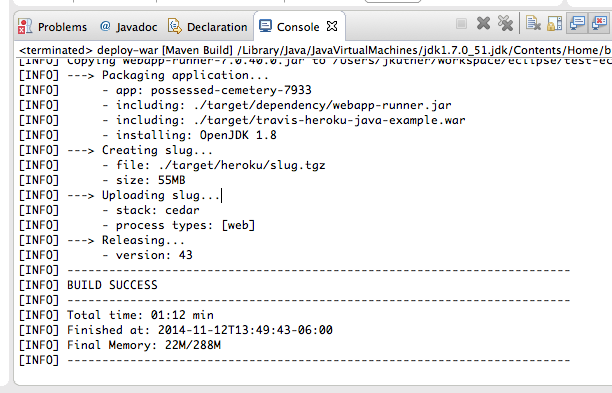 Problems @ Javadoc Declaration Console
<terminated> deploy-war [Maven Build] /Library/Java/JavaVirtualMachines/jdk1.7.0_51.jdk/Contents/Home/b
[INFO] Copying webapp-runner-7.0.40.0.jar to /Users/jkutner/workspace/eclipse/test-ec
[INFO] ---> Packaging application...
[INFO]      - app: possessed-cemetery-7933
[INFO]      - including: ./target/dependency/webapp-runner.jar
[INFO]      - including: ./target/travis-heroku-java-example.war
[INFO]      - installing: OpenJDK 1.8
[INFO] ---> Creating slug...
[INFO]      - file: ./target/heroku/slug.tgz
[INFO]      - size: 55MB
[INFO] ---> Uploading slug...
[INFO]      - stack: cedar
[INFO]      - process types: [web]
[INFO] ---> Releasing...
[INFO]      - version: 43
[INFO] ------------------------------------------------------------------------
[INFO] BUILD SUCCESS
[INFO] ------------------------------------------------------------------------
[INFO] Total time: 01:12 min
[INFO] Finished at: 2014-11-12T13:49:43-06:00
[INFO] Final Memory: 22M/288M
[INFO] ------------------------------------------------------------------------